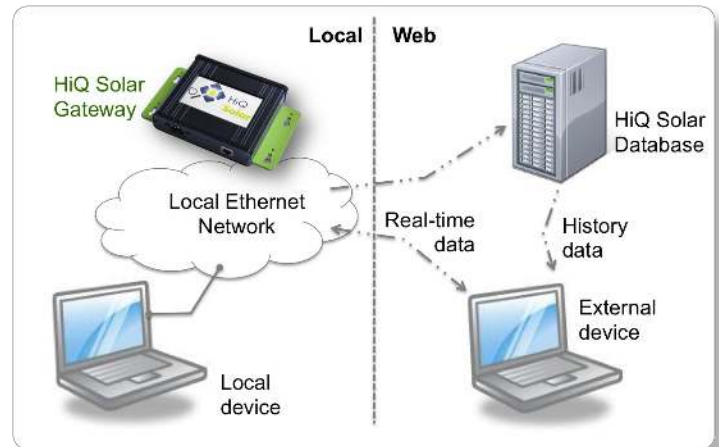 Local
Web
HiQ Solar
Gateway
HiQ
Solar
HiQ Solar
Database
Local Ethernet
Network
Real-time
data
History
data
External
device
Local
device